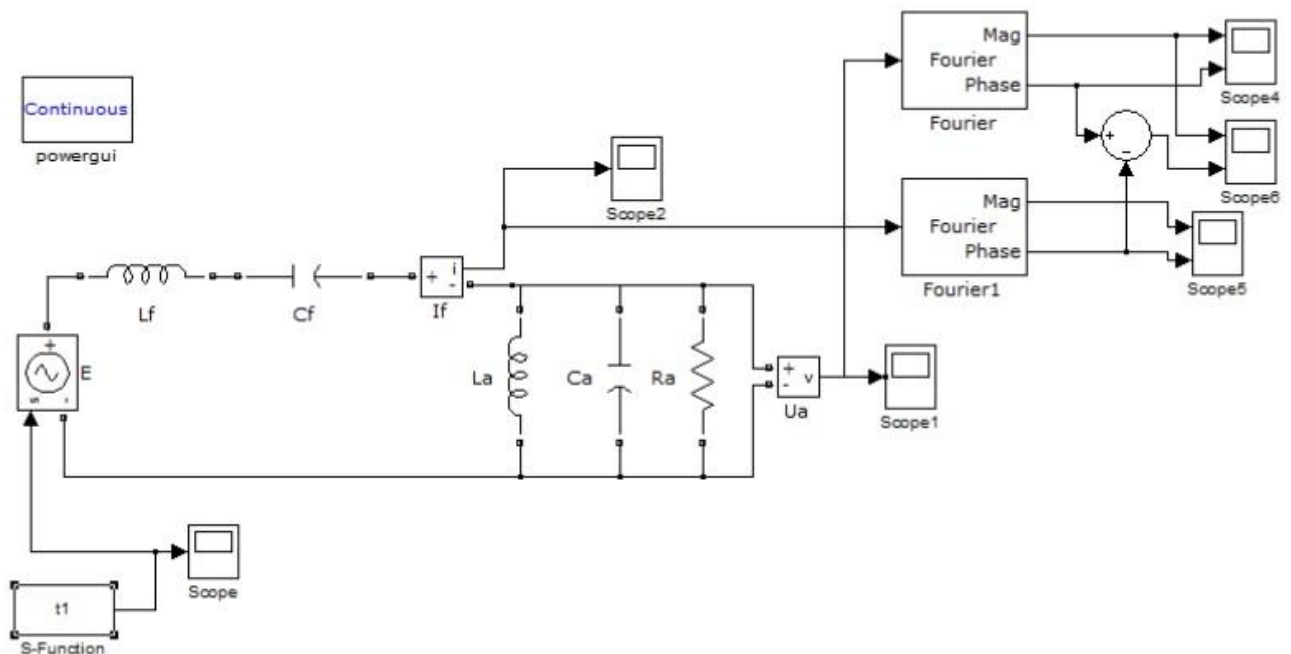 Mag
Fourier
Phase
Fourier
Scope4
Continuous
powergui
+
-
Scope6
Scope2
Mag
Fourier
Phase
Fourier1
Scope5
Lf
Cf
+
i
-
If
+
E
La
Ca
Ra
+
-
v
Ua
Scope1
Scope
t1
S-Function